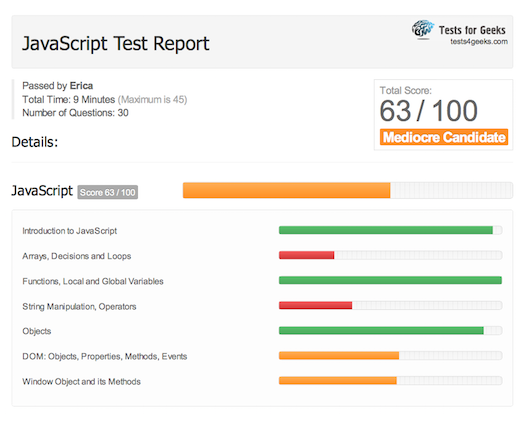 Tests for Geeks
tests4geeks.com
JavaScript Test Report
Passed by Erica
Total Time: 9 Minutes (Maximum is 45)
Number of Questions: 30
Total Score:
63 / 100
Mediocre Candidate
Details:
JavaScript Score 63 / 100
Introduction to JavaScript
Arrays, Decisions and Loops
Functions, Local and Global Variables
String Manipulation, Operators
Objects
DOM: Objects, Properties, Methods, Events
Window Object and its Methods